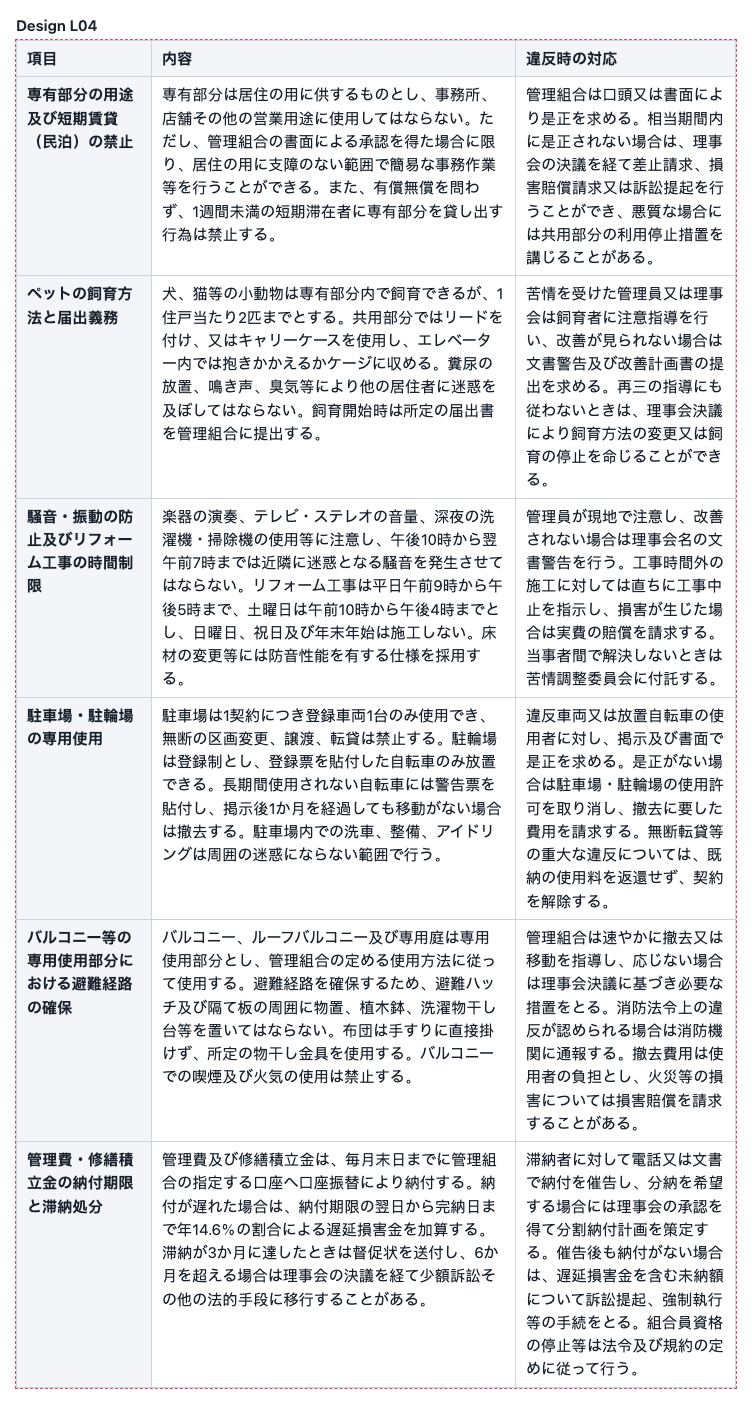 Design L04
項目
内容
違反時の対応
専有部分の用途
及び短期賃貸
（民泊）の禁止
専有部分は居住の用に供するものとし、事務所、
店舗その他の営業用途に使用してはならない。た
だし、管理組合の書面による承認を得た場合に限
り、居住の用に支障のない範囲で簡易な事務作業
等を行うことができる。また、有償無償を問わ
ず、1週間未満の短期滞在者に専有部分を貸し出す
行為は禁止する。
管理組合は口頭又は書面によ
り是正を求める。相当期間内
に是正されない場合は、理事
会の決議を経て差止請求、損
害賠償請求又は訴訟提起を行
うことができ、悪質な場合に
は共用部分の利用停止措置を
講じることがある。
ペットの飼育方
法と届出義務
犬、猫等の小動物は専有部分内で飼育できるが、1
住戸当たり2匹までとする。共用部分ではリードを
付け、又はキャリーケースを使用し、エレベータ
ー内では抱きかかえるかケージに収める。糞尿の
放置、鳴き声、臭気等により他の居住者に迷惑を
及ぼしてはならない。飼育開始時は所定の届出書
を管理組合に提出する。
苦情を受けた管理員又は理事
会は飼育者に注意指導を行
い、改善が見られない場合は
文書警告及び改善計画書の提
出を求める。再三の指導にも
従わないときは、理事会決議
により飼育方法の変更又は飼
育の停止を命じることができ
る。
騒音・振動の防
止及びリフォー
ム工事の時間制
限
楽器の演奏、テレビ・ステレオの音量、深夜の洗
濯機・掃除機の使用等に注意し、午後10時から翌
午前7時までは近隣に迷惑となる騒音を発生させて
はならない。リフォーム工事は平日午前9時から午
後5時まで、土曜日は午前10時から午後4時までと
し、日曜日、祝日及び年末年始は施工しない。床
材の変更等には防音性能を有する仕様を採用す
る。
管理員が現地で注意し、改善
されない場合は理事会名の文
書警告を行う。工事時間外の
施工に対しては直ちに工事中
止を指示し、損害が生じた場
合は実費の賠償を請求する。
当事者間で解決しないときは
苦情調整委員会に付託する。
駐車場・駐輪場
の専用使用
駐車場は1契約につき登録車両1台のみ使用でき、
無断の区画変更、譲渡、転貸は禁止する。駐輪場
は登録制とし、登録票を貼付した自転車のみ放置
できる。長期間使用されない自転車には警告票を
貼付し、掲示後1か月を経過しても移動がない場合
は撤去する。駐車場内での洗車、整備、アイドリ
ングは周囲の迷惑にならない範囲で行う。
違反車両又は放置自転車の使
用者に対し、掲示及び書面で
是正を求める。是正がない場
合は駐車場・駐輪場の使用許
可を取り消し、撤去に要した
費用を請求する。無断転貸等
の重大な違反については、既
納の使用料を返還せず、契約
を解除する。
バルコニー等の
専用使用部分に
おける避難経路
の確保
バルコニー、ルーフバルコニー及び専用庭は専用
使用部分とし、管理組合の定める使用方法に従っ
て使用する。避難経路を確保するため、避難ハッ
チ及び隔て板の周囲に物置、植木鉢、洗濯物干し
台等を置いてはならない。布団は手すりに直接掛
けず、所定の物干し金具を使用する。バルコニー
での喫煙及び火気の使用は禁止する。
管理組合は速やかに撤去又は
移動を指導し、応じない場合
は理事会決議に基づき必要な
措置をとる。消防法令上の違
反が認められる場合は消防機
関に通報する。撤去費用は使
用者の負担とし、火災等の損
害については損害賠償を請求
することがある。
管理費・修繕積
立金の納付期限
と滞納処分
管理費及び修繕積立金は、毎月末日までに管理組
合の指定する口座へ口座振替により納付する。納
付が遅れた場合は、納付期限の翌日から完納日ま
で年14.6%の割合による遅延損害金を加算する。
滞納が3か月に達したときは督促状を送付し、6か
月を超える場合は理事会の決議を経て少額訴訟そ
の他の法的手段に移行することがある。
滞納者に対して電話又は文書
で納付を催告し、分納を希望
する場合には理事会の承認を
得て分割納付計画を策定す
る。催告後も納付がない場合
は、遅延損害金を含む未納額
について訴訟提起、強制執行
等の手続をとる。組合員資格
の停止等は法令及び規約の定
めに従って行う。